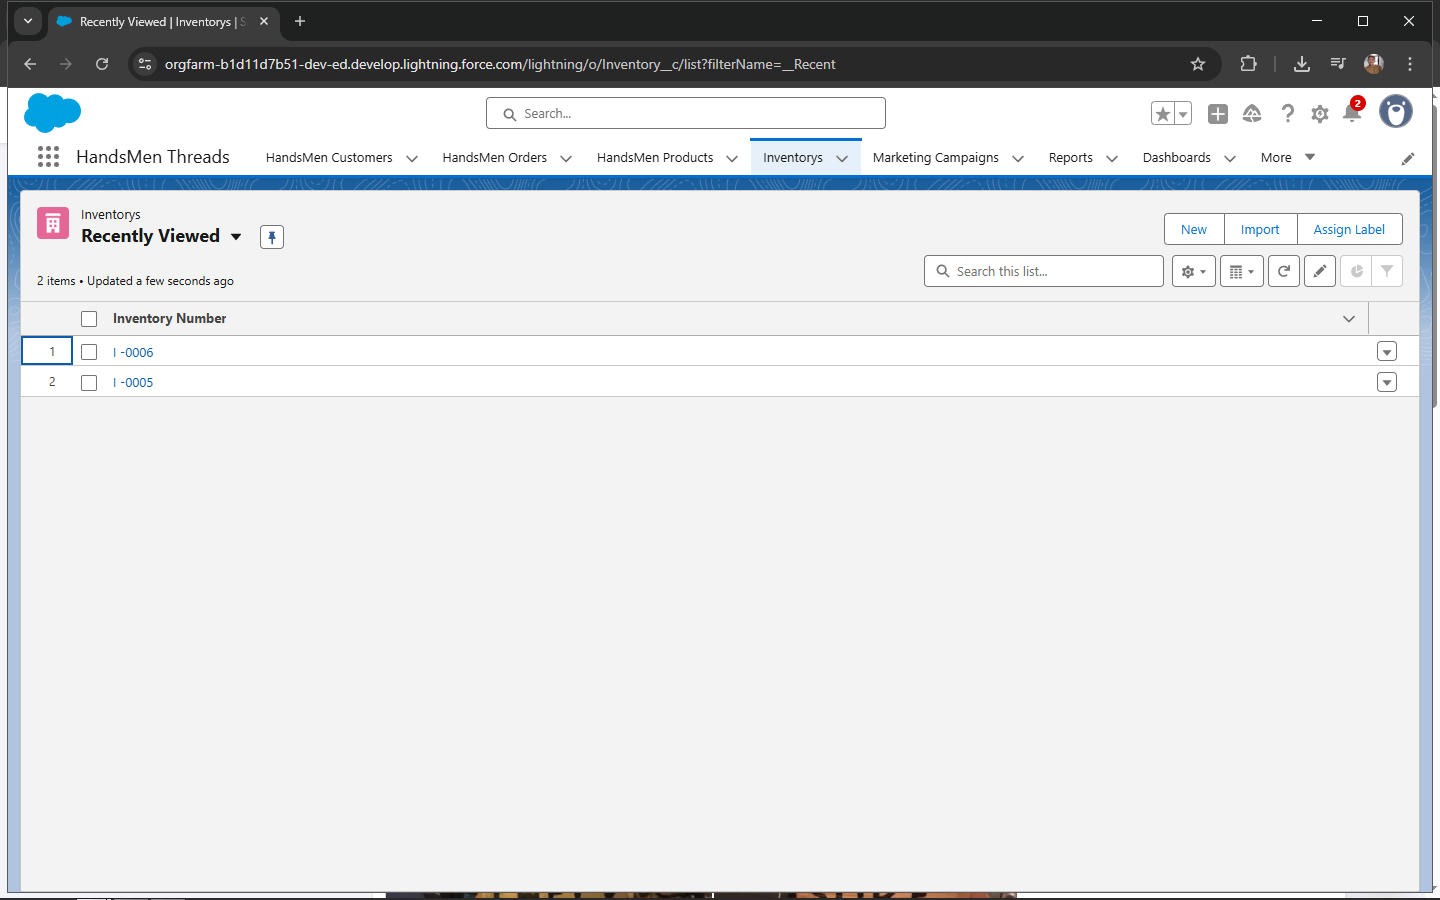 Recently Viewed | Inventorys |
orgfarm-b1d11d7b51-dev-ed.develop.lightning.force.com/lightning/o/Inventory__c/list?filterName=__Recent
Search...
2
HandsMen Threads
HandsMen Customers
HandsMen Orders
HandsMen Products
Inventorys
Marketing Campaigns
Reports
Dashboards
More
Inventorys
Recently Viewed
New
Import
Assign Label
2 items • Updated a few seconds ago
Search this list...
Inventory Number
1
I -0006
2
I -0005